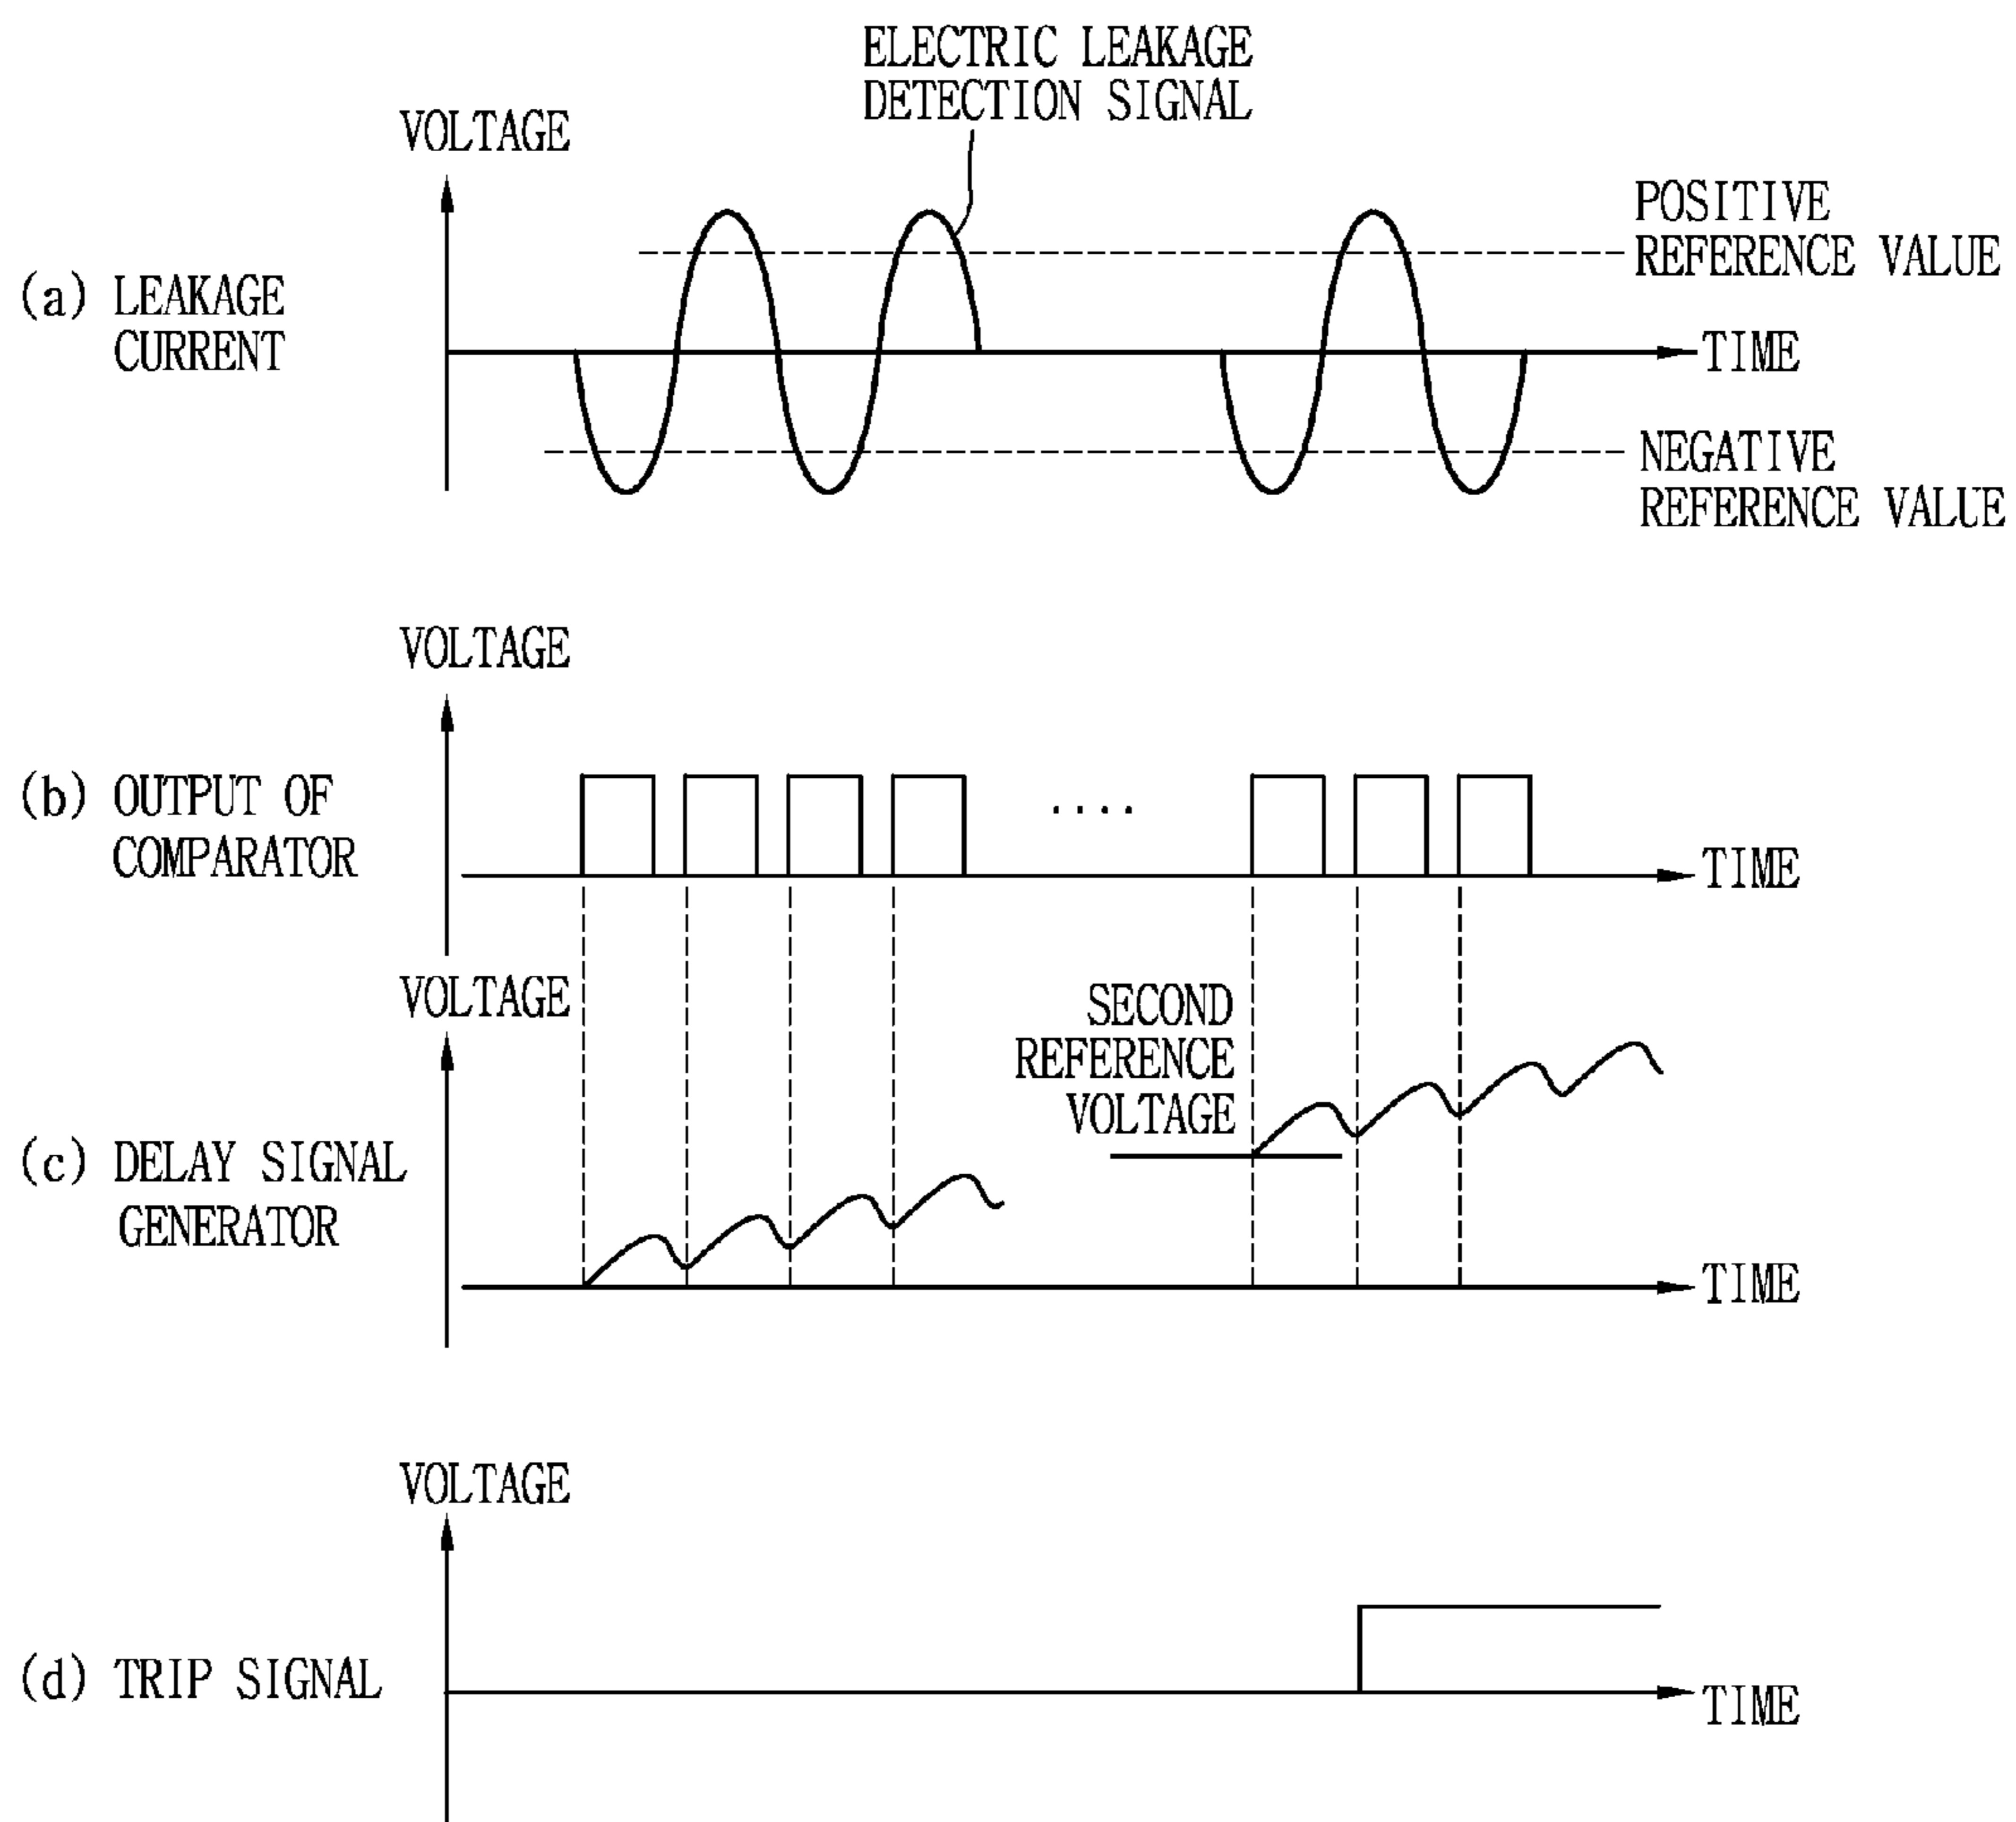 ELECTRIC LEAKAGE
DETECTION SIGNAL
VOLTAGE
POSITIVE
REFERENCE VALUE
(a) LEAKAGE
CURRENT
TIME
NEGATIVE
REFERENCE VALUE
VOLTAGE
(b) OUTPUT OF
COMPARATOR
....
TIME
VOLTAGE
SECOND
REFERENCE
VOLTAGE
(c) DELAY SIGNAL
GENERATOR
TIME
VOLTAGE
(d) TRIP SIGNAL
TIME